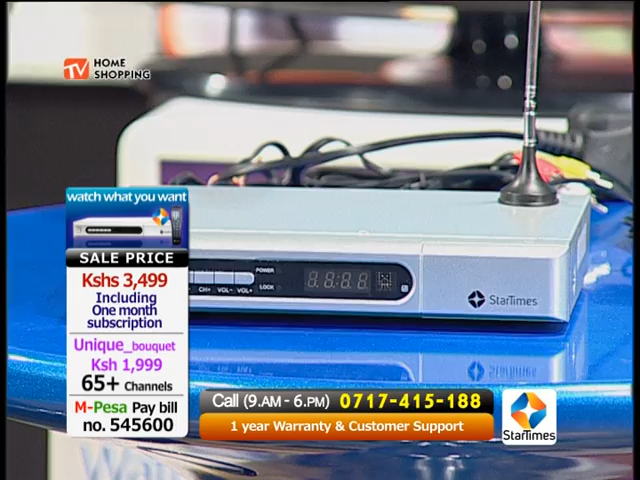 TV HOME
SHOPPING
watch what you want
SALE PRICE
Kshs 3,499
Including
One month
subscription
Unique_bouquet
Ksh 1,999
65+ Channels
M-Pesa Pay bill
no. 545600
CH+ VOL- VOL+
POWER
LOCK
StarTimes
Call (9.AM - 6.PM) 0717-415-188
1 year Warranty & Customer Support
StarTimes